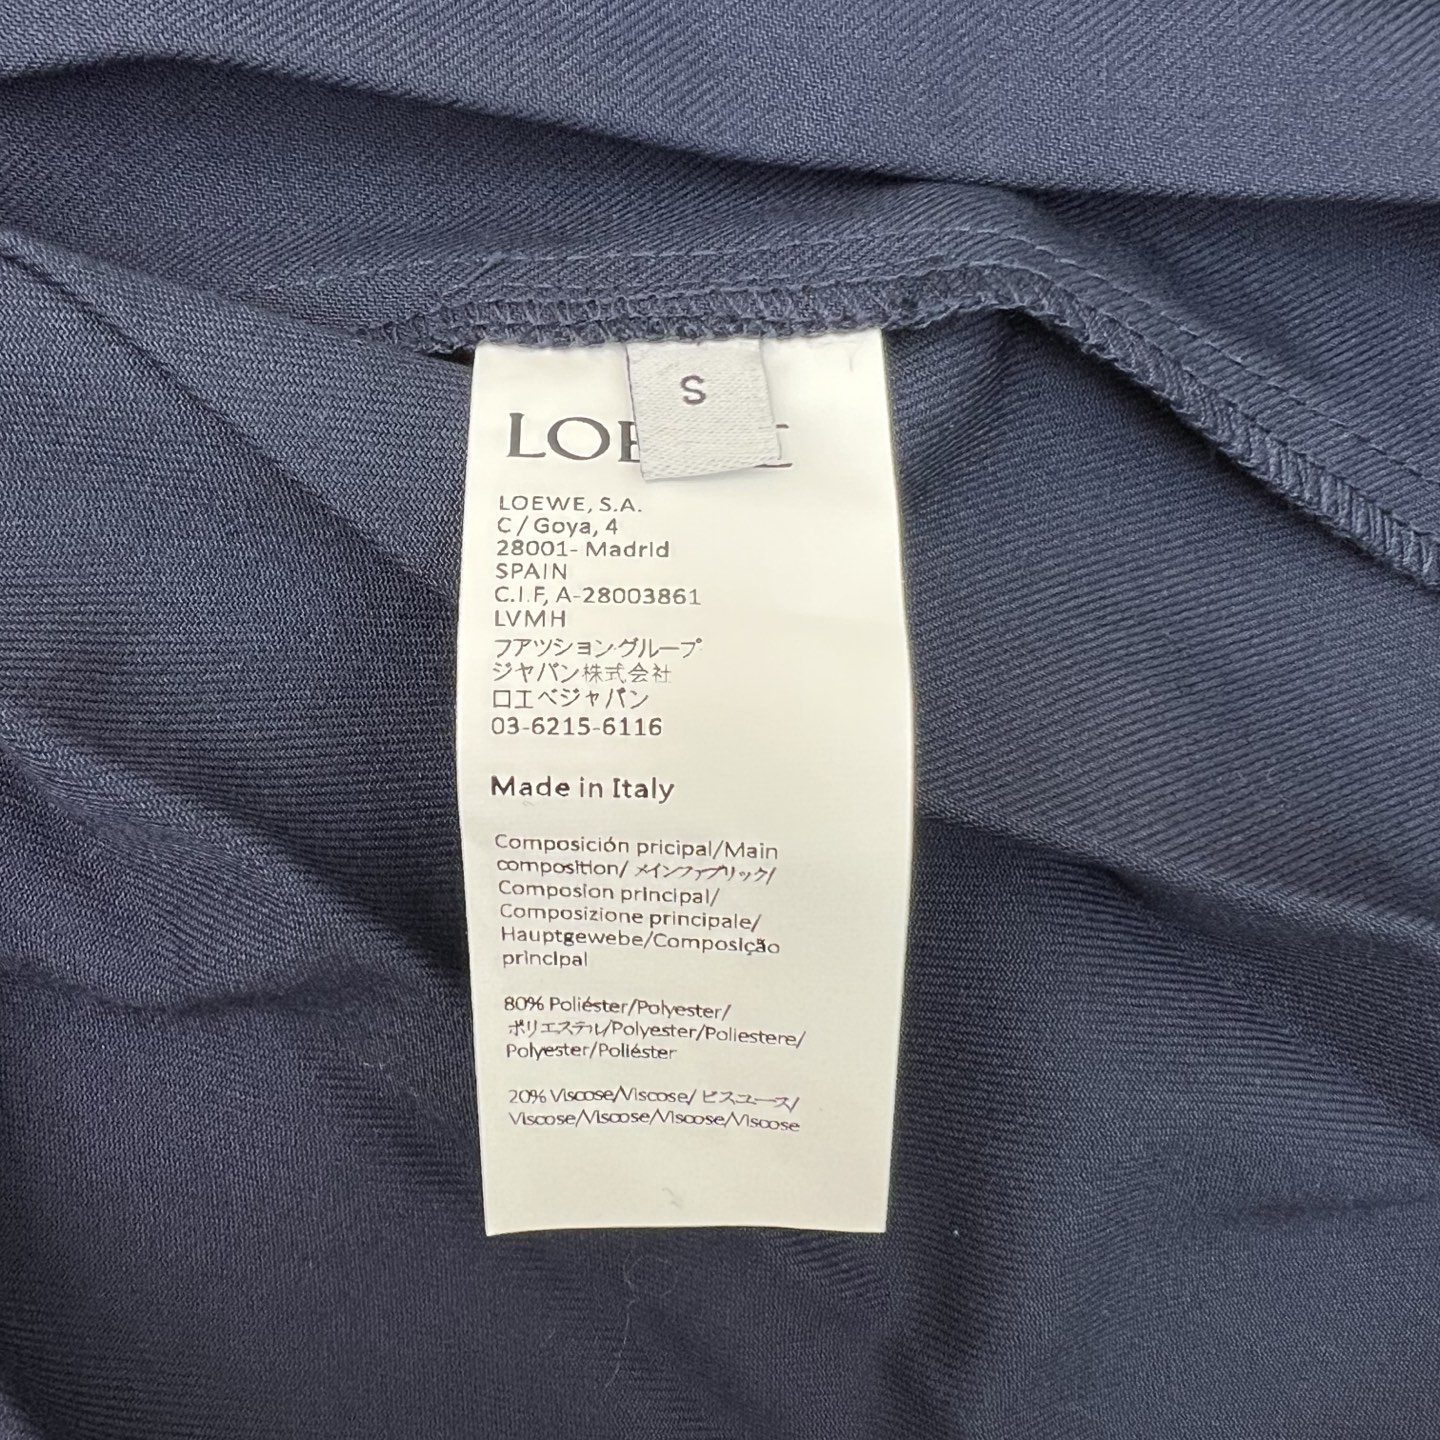 S
LOE
LOEWE, S.A.
C / Goya, 4
28001- Madrid
SPAIN
C.I.F, A-28003861
LVMH
フアツショングループ
ジヤパン株式会社
ロエベジャパン
03-6215-6116
Made in Italy
Composición pricipal/Main
composition/ メインファブリック/
Composion principal/
Composizione principale/
Hauptgewebe/Composição
principal
80% Poliéster/Polyester/
ポリエステル/Polyester/Poliestere/
Polyester/Poliéster
20% Viscose/Viscose/ ビスユース/
Viscose/Viscose/Viscose/Viscose